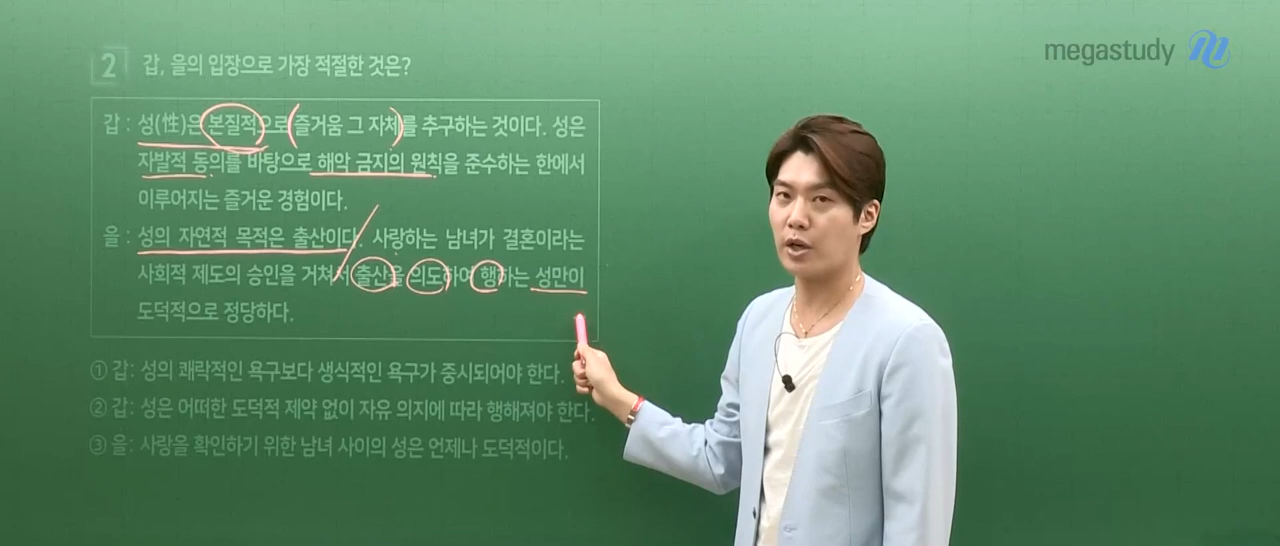 megastudy
2 갑, 을의 입장으로 가장 적절한 것은?
갑 : 성(性)은 본질적으로 즐거움 그 자체를 추구하는 것이다. 성은
자발적 동의를 바탕으로 해악 금지의 원칙을 준수하는 한에서
이루어지는 즐거운 경험이다.
을 : 성의 자연적 목적은 출산이다. 사랑하는 남녀가 결혼이라는
사회적 제도의 승인을 거쳐서 출산을 의도하여 행하는 성만이
도덕적으로 정당하다.
① 갑: 성의 쾌락적인 욕구보다 생식적인 욕구가 중시되어야 한다.
② 갑: 성은 어떠한 도덕적 제약 없이 자유 의지에 따라 행해져야 한다.
③ 을: 사랑을 확인하기 위한 남녀 사이의 성은 언제나 도덕적이다.